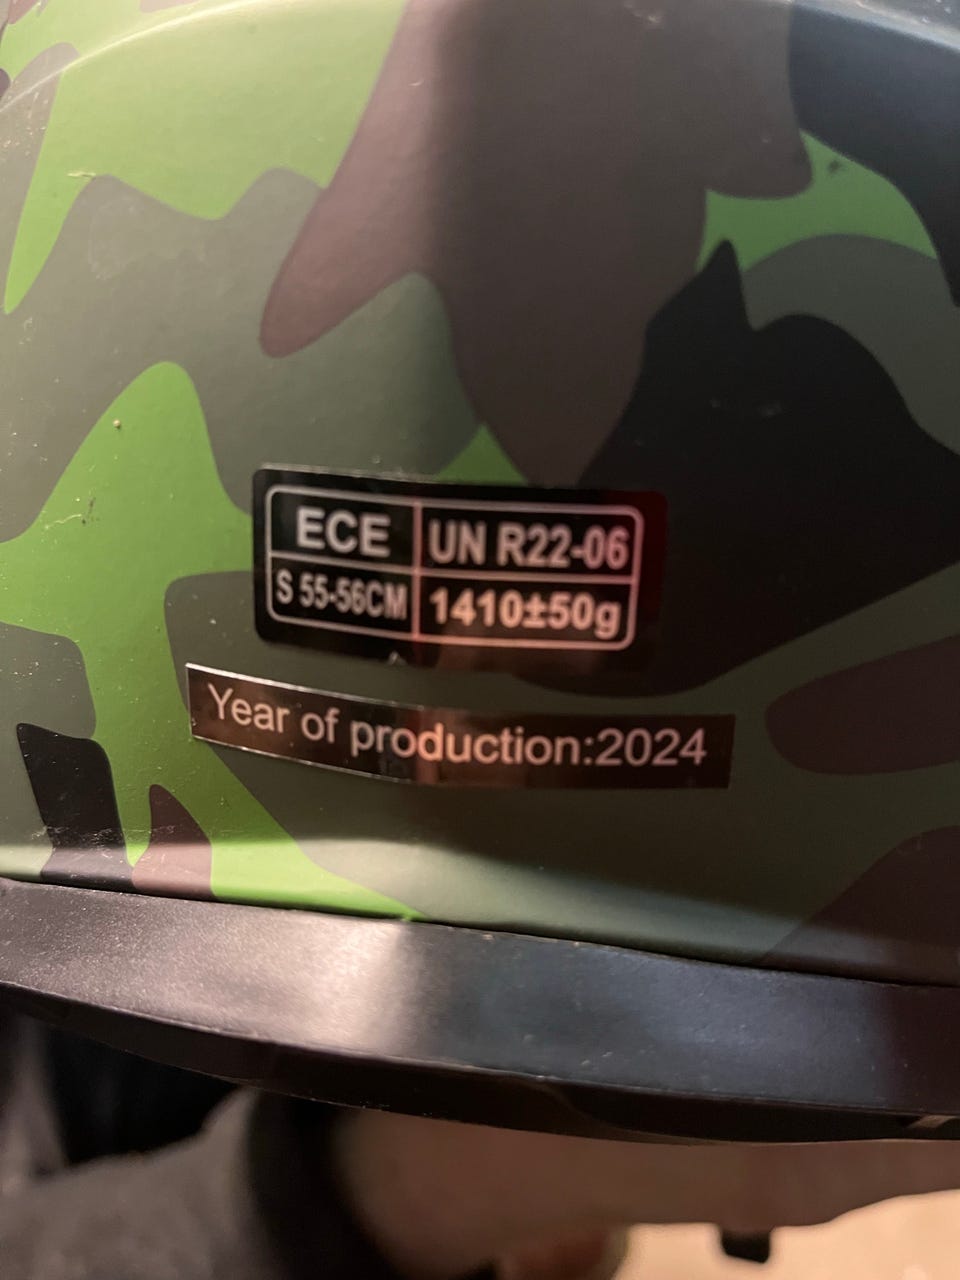 ECE UN R22-06
S 55-56CM 1410±50g
Year of production:2024